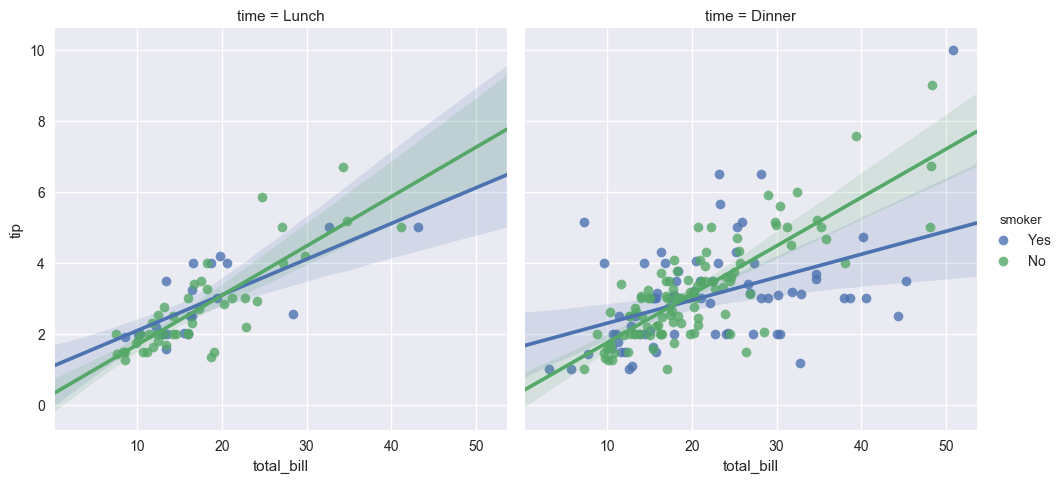 time = Lunch
time = Dinner
10
8
6
4
2
0
tip
10 20 30 40 50
10 20 30 40 50
total_bill
total_bill
smoker
Yes
No